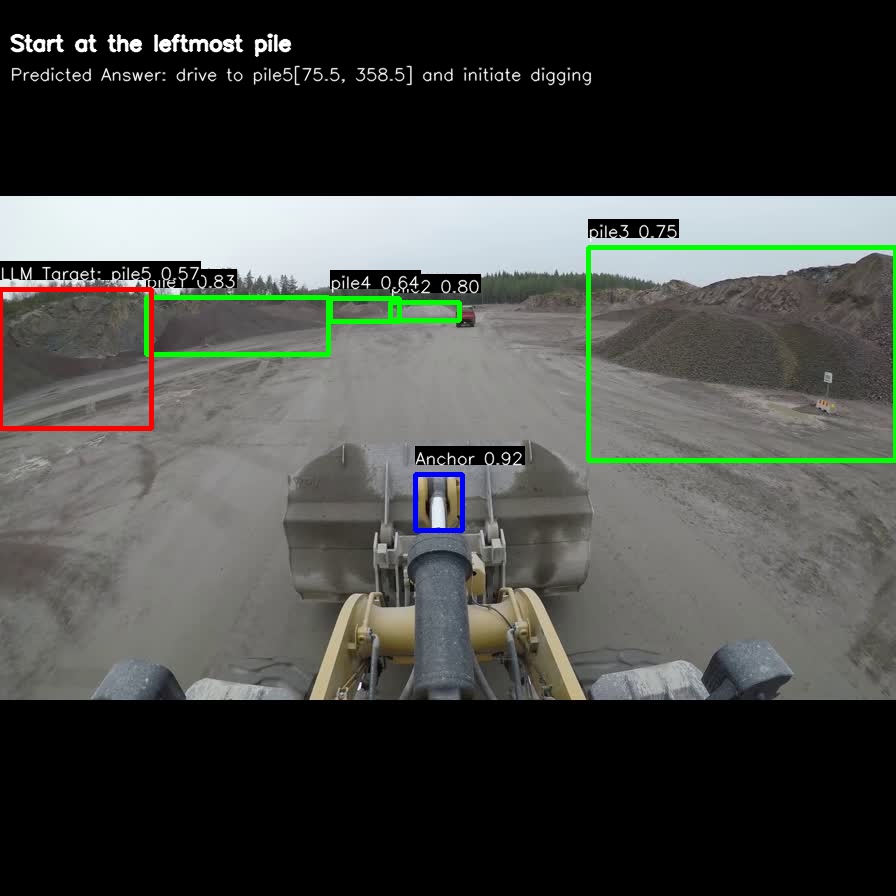 Start at the leftmost pile
Predicted Answer: drive to pile5[75.5, 358.5] and initiate digging
pile3 0.75
LLM Target: pile5 0.57
pile1 0.83
pile4 0.64
0.80
Anchor 0.92